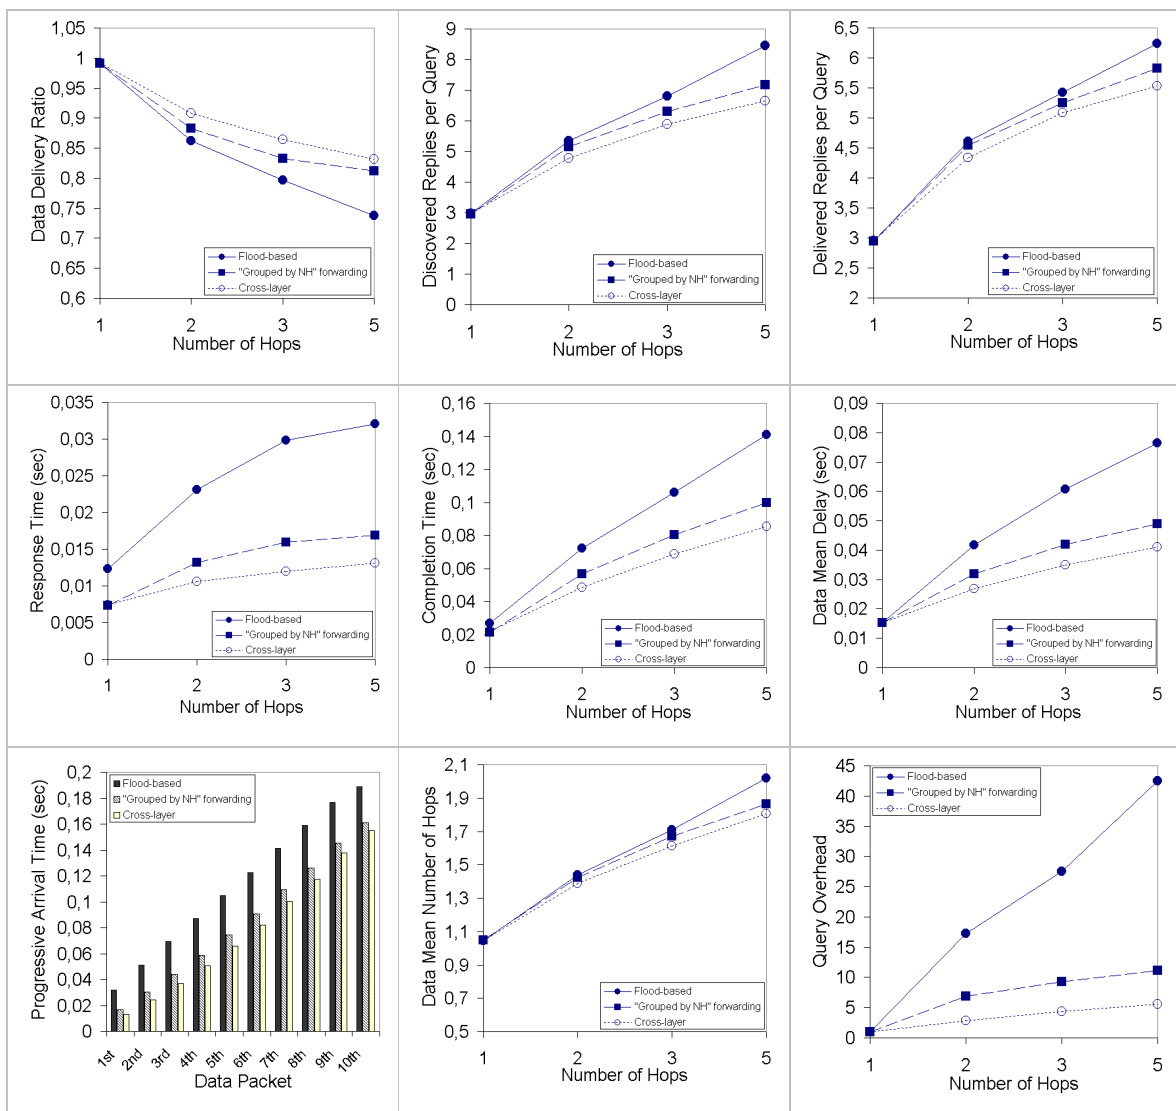 Data Delivery Ratio
1,05
1
0,95
0,9
0,85
0,8
0,75
0,7
0,65
0,6
Flood-based
"Grouped by NH" forwarding
Cross-layer
1 2 3 5
Number of Hops
Discovered Replies per Query
9
8
7
6
5
4
3
2
1
0
Flood-based
"Grouped by NH" forwarding
Cross-layer
1 2 3 5
Number of Hops
Delivered Replies per Query
6,5
6
5,5
5
4,5
4
3,5
3
2,5
2
Flood-based
"Grouped by NH" forwarding
Cross-layer
1 2 3 5
Number of Hops
Response Time (sec)
0,035
0,03
0,025
0,02
0,015
0,01
0,005
0
Flood-based
"Grouped by NH" forwarding
Cross-layer
1 2 3 5
Number of Hops
Completion Time (sec)
0,16
0,14
0,12
0,1
0,08
0,06
0,04
0,02
0
Flood-based
"Grouped by NH" forwarding
Cross-layer
1 2 3 5
Number of Hops
Data Mean Delay (sec)
0,09
0,08
0,07
0,06
0,05
0,04
0,03
0,02
0,01
0
Flood-based
"Grouped by NH" forwarding
Cross-layer
1 2 3 5
Number of Hops
Progressive Arrival Time (sec)
0,2
0,18
0,16
0,14
0,12
0,1
0,08
0,06
0,04
0,02
0
Flood-based
"Grouped by NH" forwarding
Cross-layer
1st 2nd 3rd 4th 5th 6th 7th 8th 9th 10th
Data Packet
Data Mean Number of Hops
2,1
1,9
1,7
1,5
1,3
1,1
0,9
0,7
0,5
Flood-based
"Grouped by NH" forwarding
Cross-layer
1 2 3 5
Number of Hops
Query Overhead
45
40
35
30
25
20
15
10
5
0
Flood-based
"Grouped by NH" forwarding
Cross-layer
1 2 3 5
Number of Hops